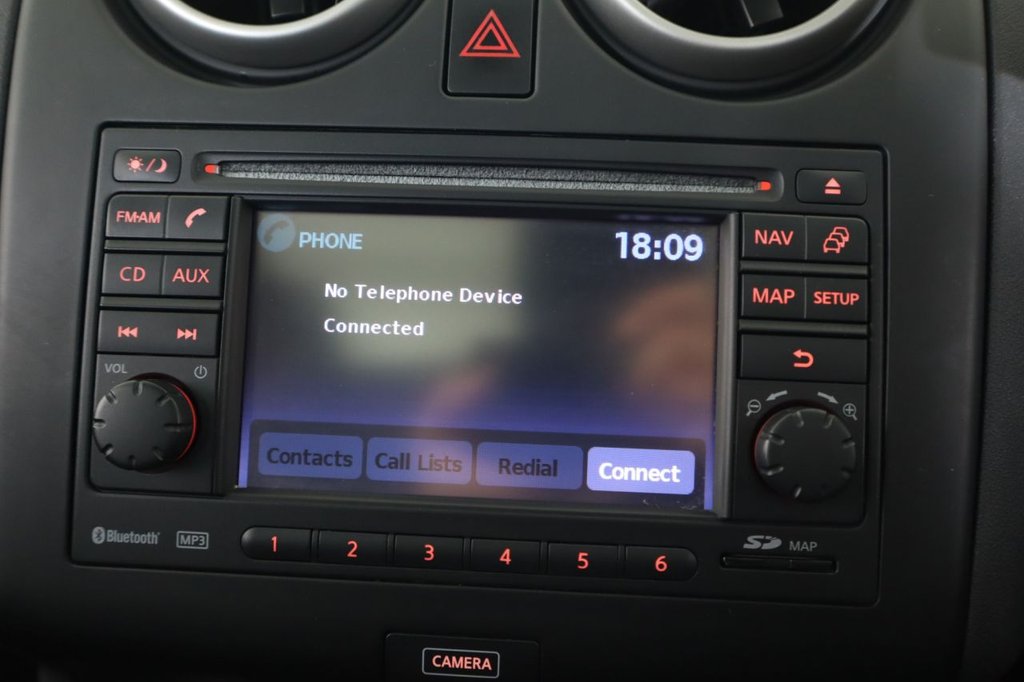 FM·AM
CD AUX
VOL
PHONE 18:09
No Telephone Device
Connected
Contacts Call Lists Redial Connect
NAV
MAP SETUP
Bluetooth MP3
1 2 3 4 5 6
SD MAP
CAMERA